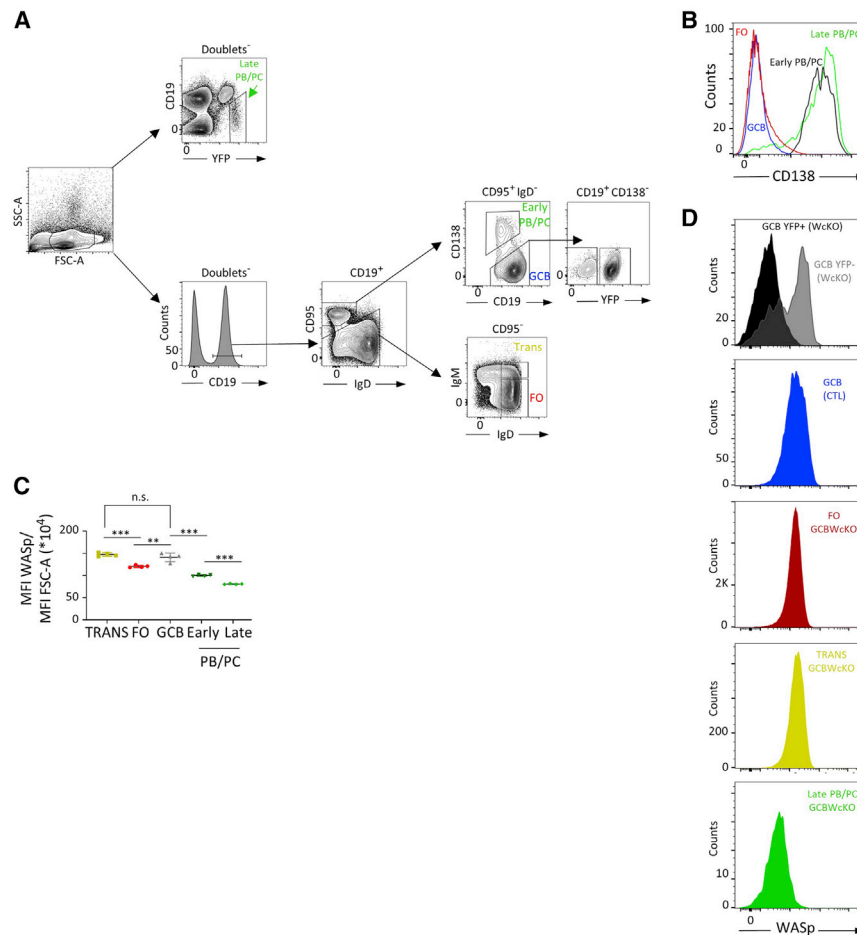 A
Doublets⁻
Late
PB/PC
CD19
0
0
YFP
SSC-A
FSC-A
Doublets⁻
Counts
50
0
0
CD19
CD19⁺
CD95
0
0
IgD
CD95⁺ IgD⁻
Early
PB/PC
CD138
0
GCB
0
CD19
CD19⁺CD138⁻
0
0
YFP
CD95⁻
Trans
IgM
0
FO
0
IgD
B
FO
Late PB/PC
100
Early PB/PC
Counts
GCB
20
0
0
CD138
C
n.s.
200
*** ** *** ***
MFI WASp/
MFI FSC-A (*10⁴)
50
0
TRANS FO GCB Early Late
PB/PC
D
GCB YFP+ (WcKO)
GCB YFP-
(WcKO)
Counts
GCB
(CTL)
Counts
50
0
FO
GCBWcKO
Counts
2K
0
TRANS
GCBWcKO
Counts
200
0
Late PB/PC
GCBWcKO
Counts
10
0
0
WASp